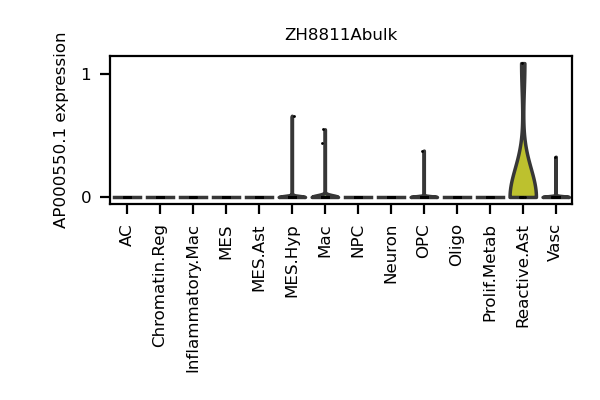 ZH8811Abulk
AP000550.1 expression
1
0
AC
Chromatin.Reg
Inflammatory.Mac
MES
MES.Ast
MES.Hyp
Mac
NPC
Neuron
OPC
Oligo
Prolif.Metab
Reactive.Ast
Vasc